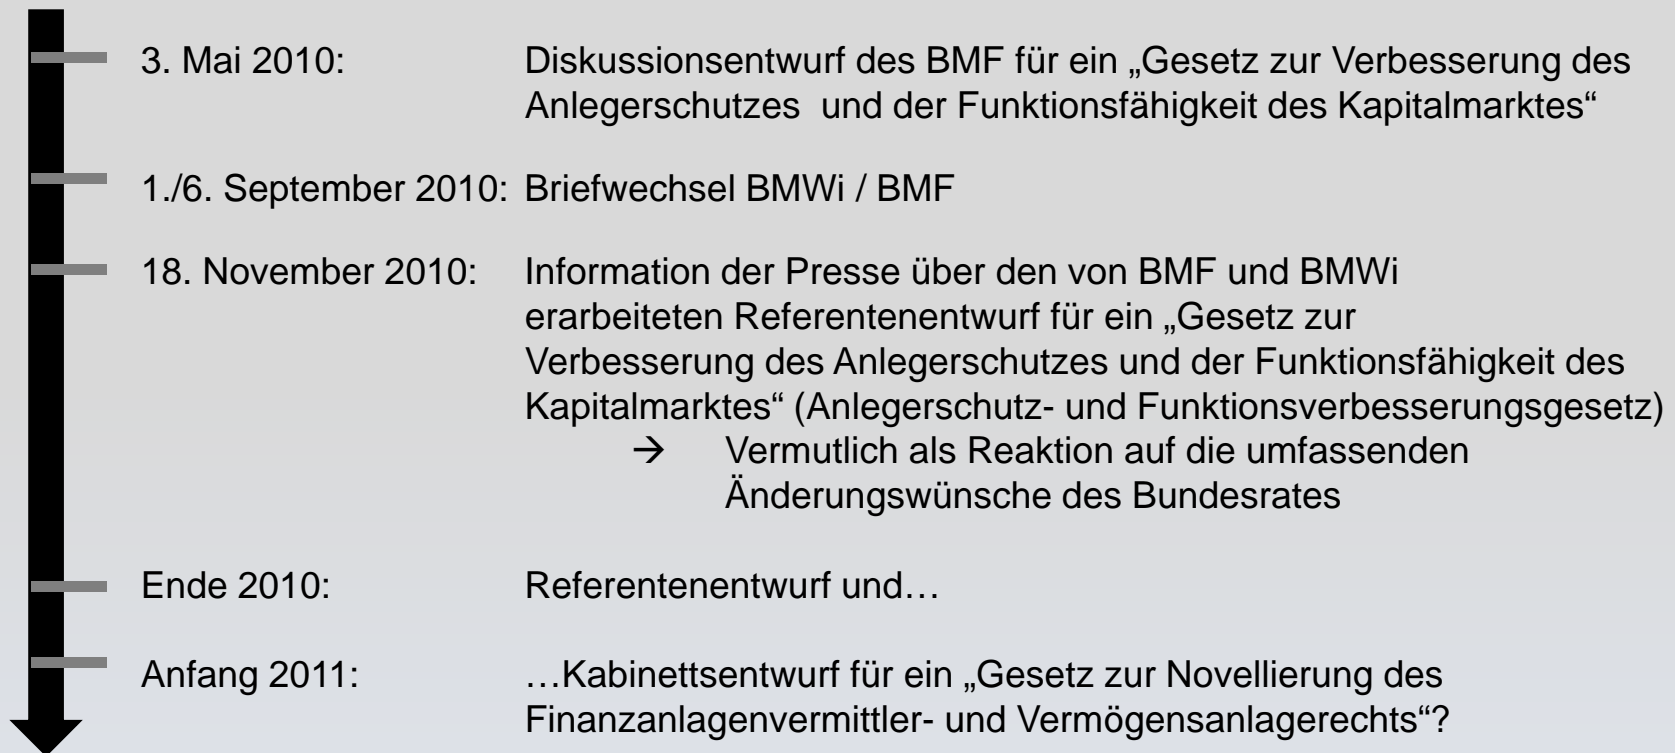 3. Mai 2010: Diskussionsentwurf des BMF für ein „Gesetz zur Verbesserung des
Anlegerschutzes und der Funktionsfähigkeit des Kapitalmarktes“
1./6. September 2010: Briefwechsel BMWi / BMF
18. November 2010: Information der Presse über den von BMF und BMWi
erarbeiteten Referentenentwurf für ein „Gesetz zur
Verbesserung des Anlegerschutzes und der Funktionsfähigkeit des
Kapitalmarktes“ (Anlegerschutz- und Funktionsverbesserungsgesetz)
→ Vermutlich als Reaktion auf die umfassenden
Änderungswünsche des Bundesrates
Ende 2010: Referentenentwurf und…
Anfang 2011: …Kabinettsentwurf für ein „Gesetz zur Novellierung des
Finanzanlagenvermittler- und Vermögensanlagerechts“?